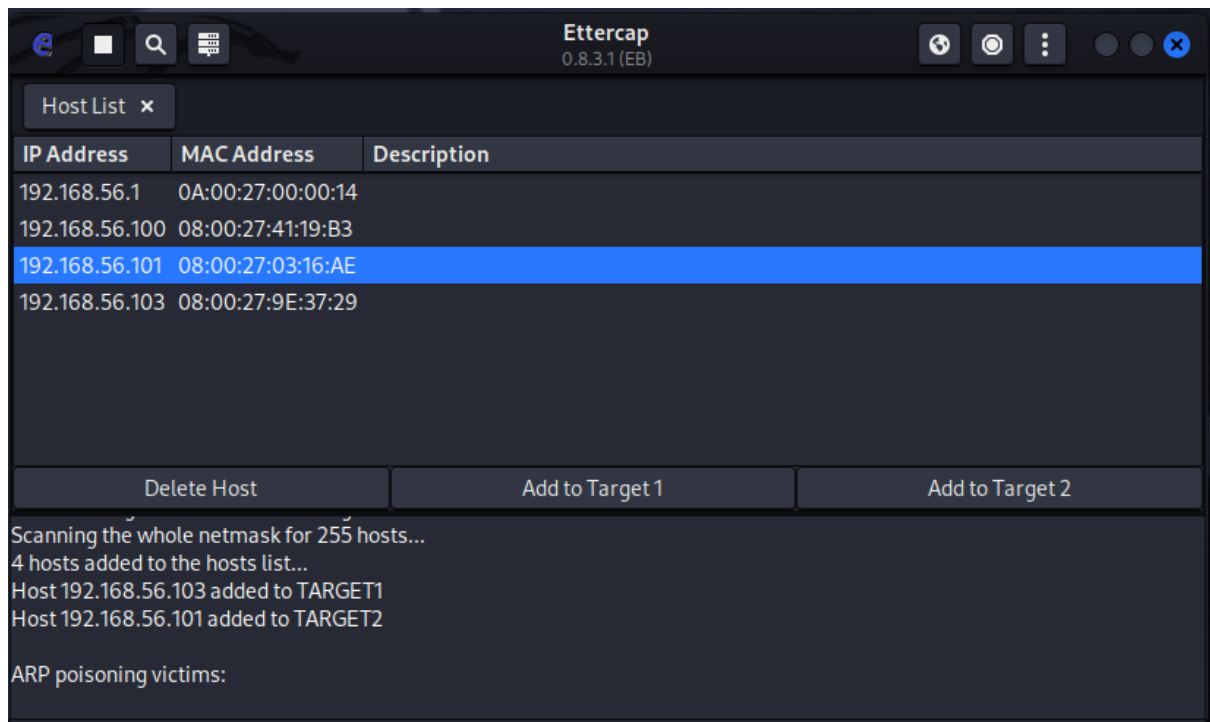 Ettercap
0.8.3.1 (EB)
Host List ×
IP Address MAC Address Description
192.168.56.1 0A:00:27:00:00:14
192.168.56.100 08:00:27:41:19:B3
192.168.56.101 08:00:27:03:16:AE
192.168.56.103 08:00:27:9E:37:29
Delete Host Add to Target 1 Add to Target 2
Scanning the whole netmask for 255 hosts...
4 hosts added to the hosts list...
Host 192.168.56.103 added to TARGET1
Host 192.168.56.101 added to TARGET2
ARP poisoning victims: